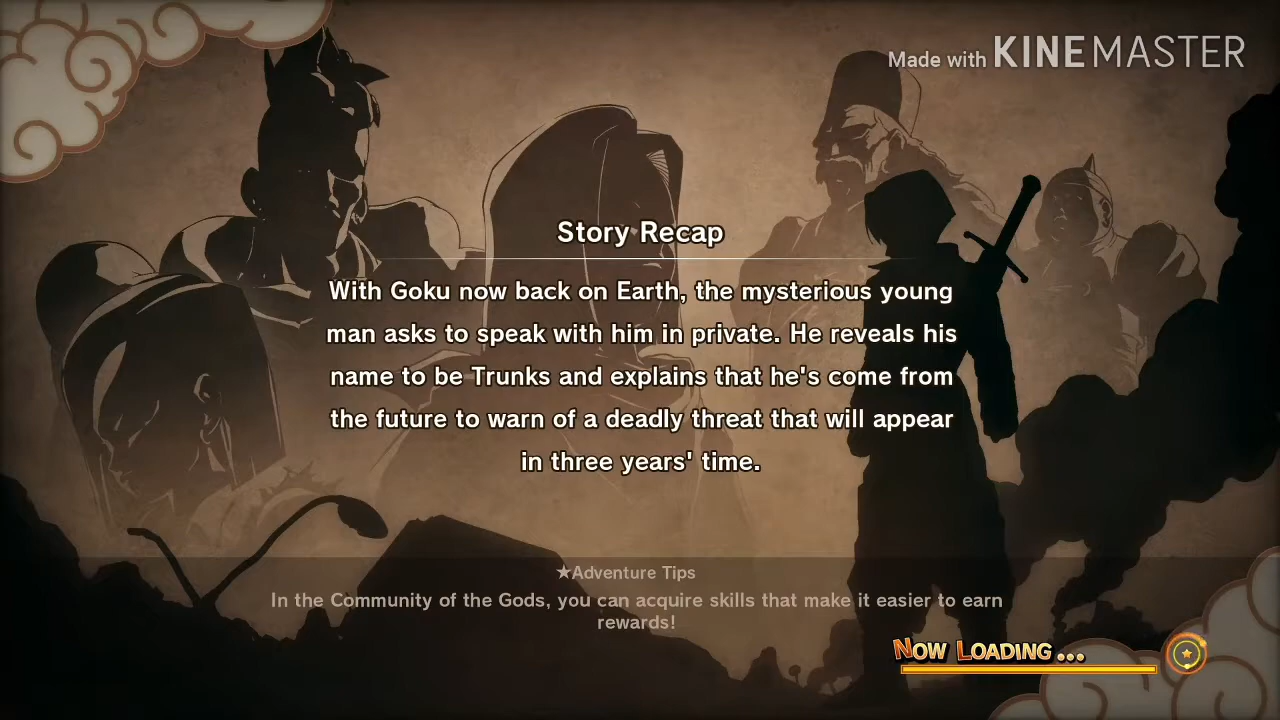 Made with KINEMASTER
Story Recap
With Goku now back on Earth, the mysterious young
man asks to speak with him in private. He reveals his
name to be Trunks and explains that he's come from
the future to warn of a deadly threat that will appear
in three years' time.
★Adventure Tips
In the Community of the Gods, you can acquire skills that make it easier to earn
rewards!
Now Loading...